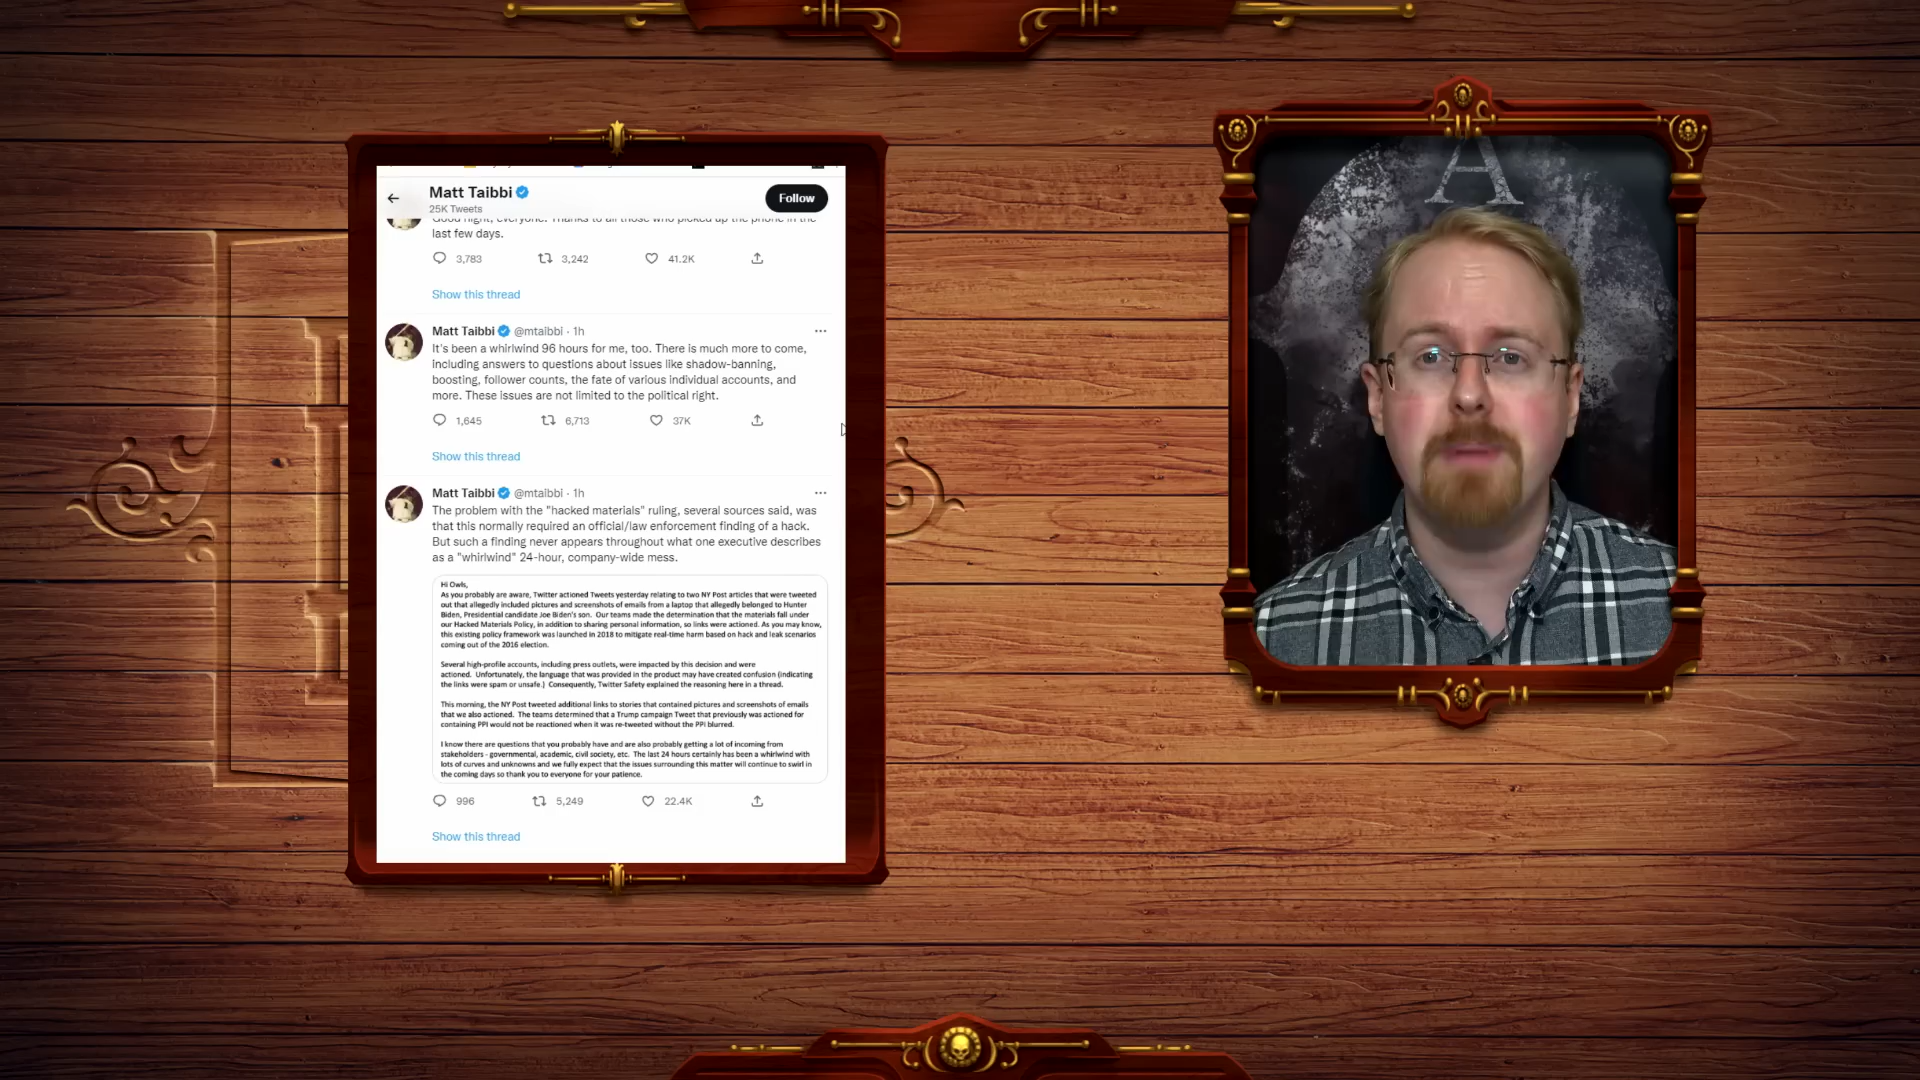 Matt Taibbi
25K Tweets
Follow
Good night, everyone. Thanks to all those who picked up the phone in the
last few days.
3,783 3,242 41.2K
Show this thread
Matt Taibbi @mtaibbi · 1h
It's been a whirlwind 96 hours for me, too. There is much more to come,
including answers to questions about issues like shadow-banning,
boosting, follower counts, the fate of various individual accounts, and
more. These issues are not limited to the political right.
1,645 6,713 37K
Show this thread
Matt Taibbi @mtaibbi · 1h
The problem with the "hacked materials" ruling, several sources said, was
that this normally required an official/law enforcement finding of a hack.
But such a finding never appears throughout what one executive describes
as a "whirlwind" 24-hour, company-wide mess.
Hi Owls,
As you probably are aware, Twitter actioned Tweets yesterday relating to two NY Post articles that were tweeted
out that allegedly included pictures and screenshots of emails from a laptop that allegedly belonged to Hunter
Biden, Presidential candidate Joe Biden's son. Our teams made the determination that the materials fall under
our Hacked Materials Policy, in addition to sharing personal information, so links were actioned. As you may know,
this existing policy framework was launched in 2018 to mitigate real-time harm based on hack and leak scenarios
coming out of the 2016 election.
Several high-profile accounts, including press outlets, were impacted by this decision and were
actioned. Unfortunately, the language that was provided in the product may have created confusion (indicating
the links were spam or unsafe.) Consequently, Twitter Safety explained the reasoning here in a thread.
This morning, the NY Post tweeted additional links to stories that contained pictures and screenshots of emails
that we also actioned. The teams determined that a Trump campaign Tweet that previously was actioned for
containing PPI would not be reactioned when it was re-tweeted without the PPI blurred.
I know there are questions that you probably have and are also probably getting a lot of incoming from
stakeholders - governmental, academic, civil society, etc. The last 24 hours certainly has been a whirlwind with
lots of curves and unknowns and we fully expect that the issues surrounding this matter will continue to swirl in
the coming days so thank you to everyone for your patience.
996 5,249 22.4K
Show this thread
A